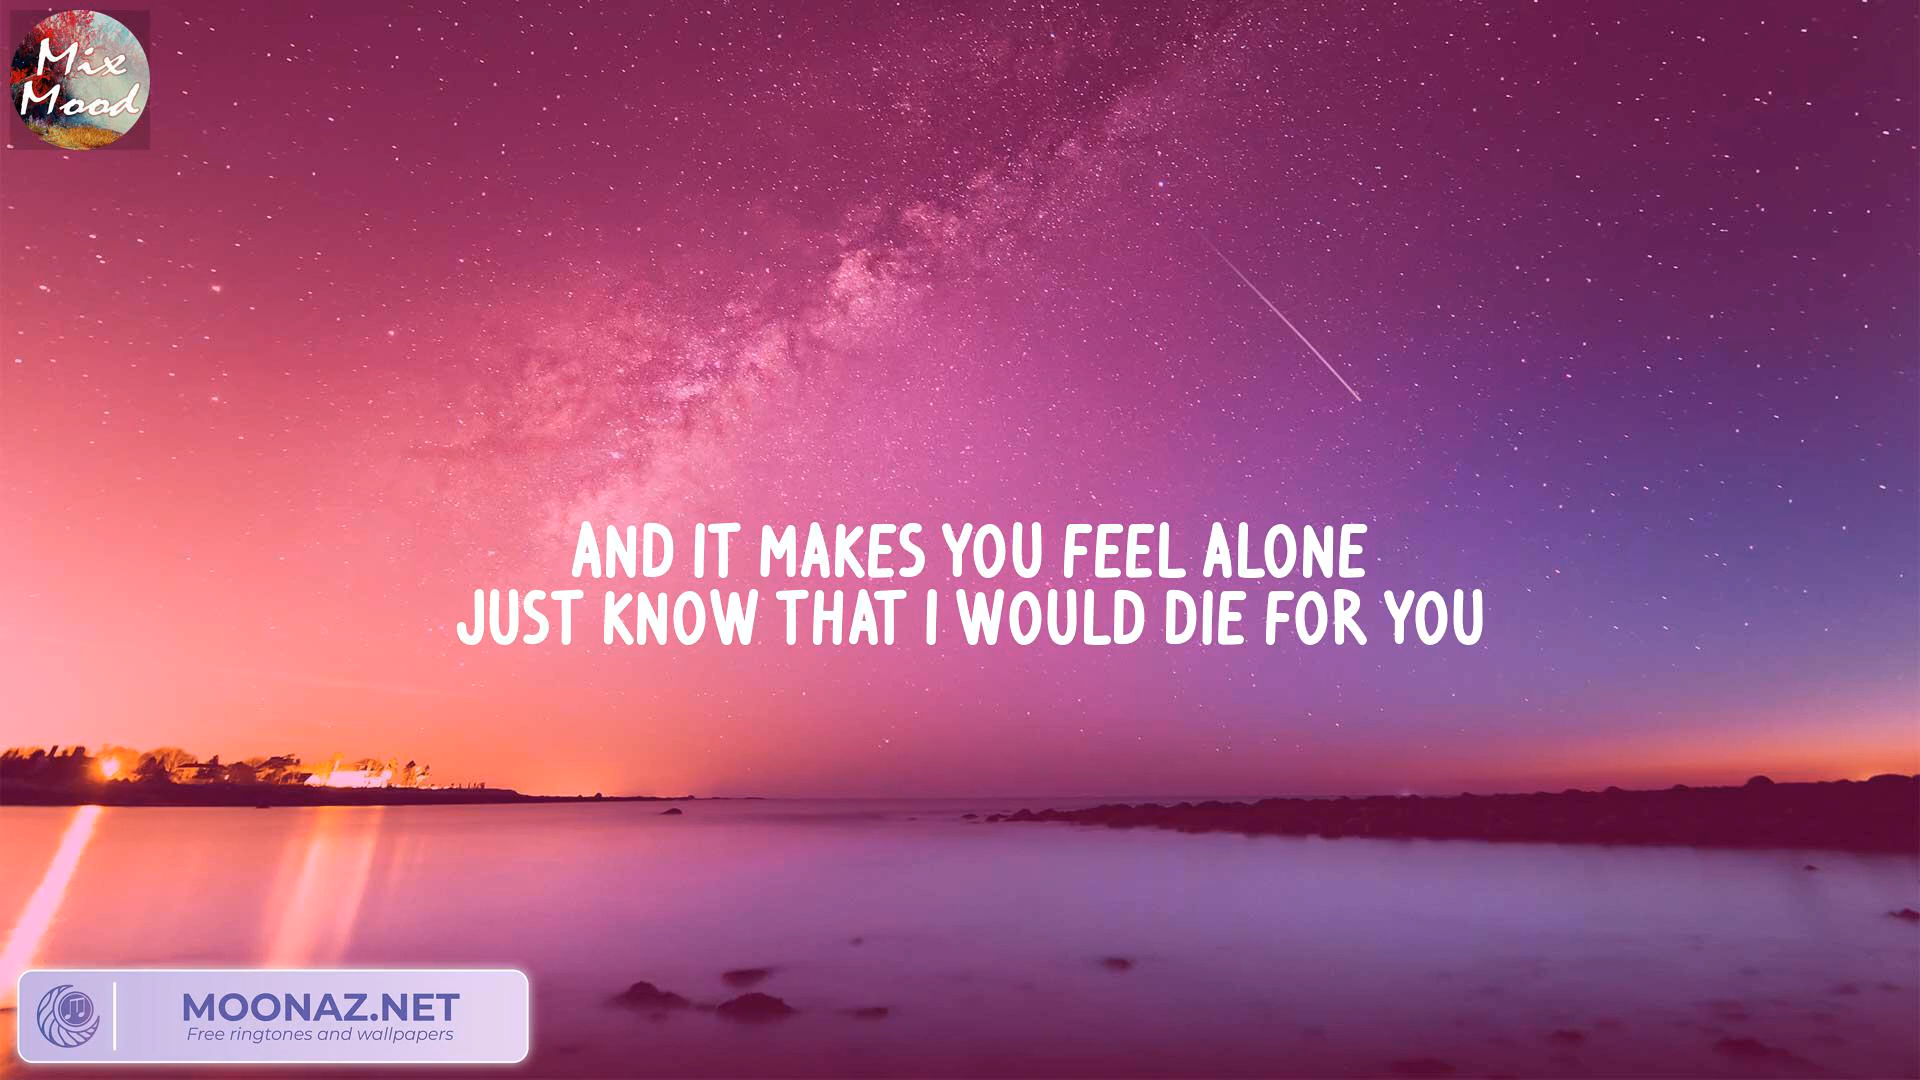 Mix
Mood
AND IT MAKES YOU FEEL ALONE
JUST KNOW THAT I WOULD DIE FOR YOU
MOONAZ.NET
Free ringtones and wallpapers